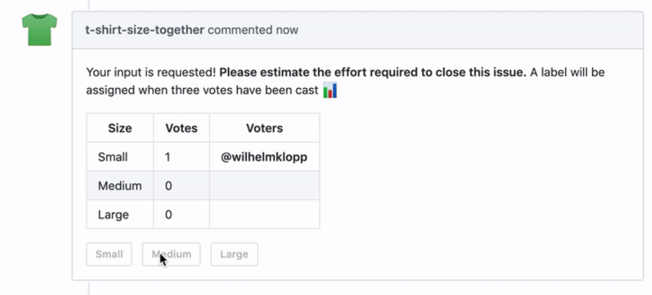 t-shirt-size-together commented now
Your input is requested! Please estimate the effort required to close this issue. A label will be
assigned when three votes have been cast
Size Votes Voters
Small 1 @wilhelmklopp
Medium 0
Large 0
Small Medium Large